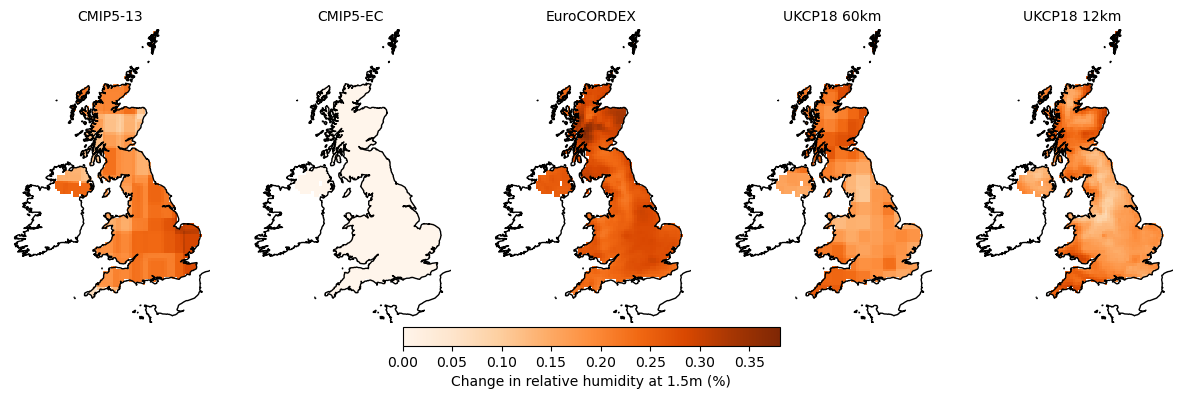 CMIP5-13 CMIP5-EC EuroCORDEX UKCP18 60km UKCP18 12km
0.00 0.05 0.10 0.15 0.20 0.25 0.30 0.35
Change in relative humidity at 1.5m (%)